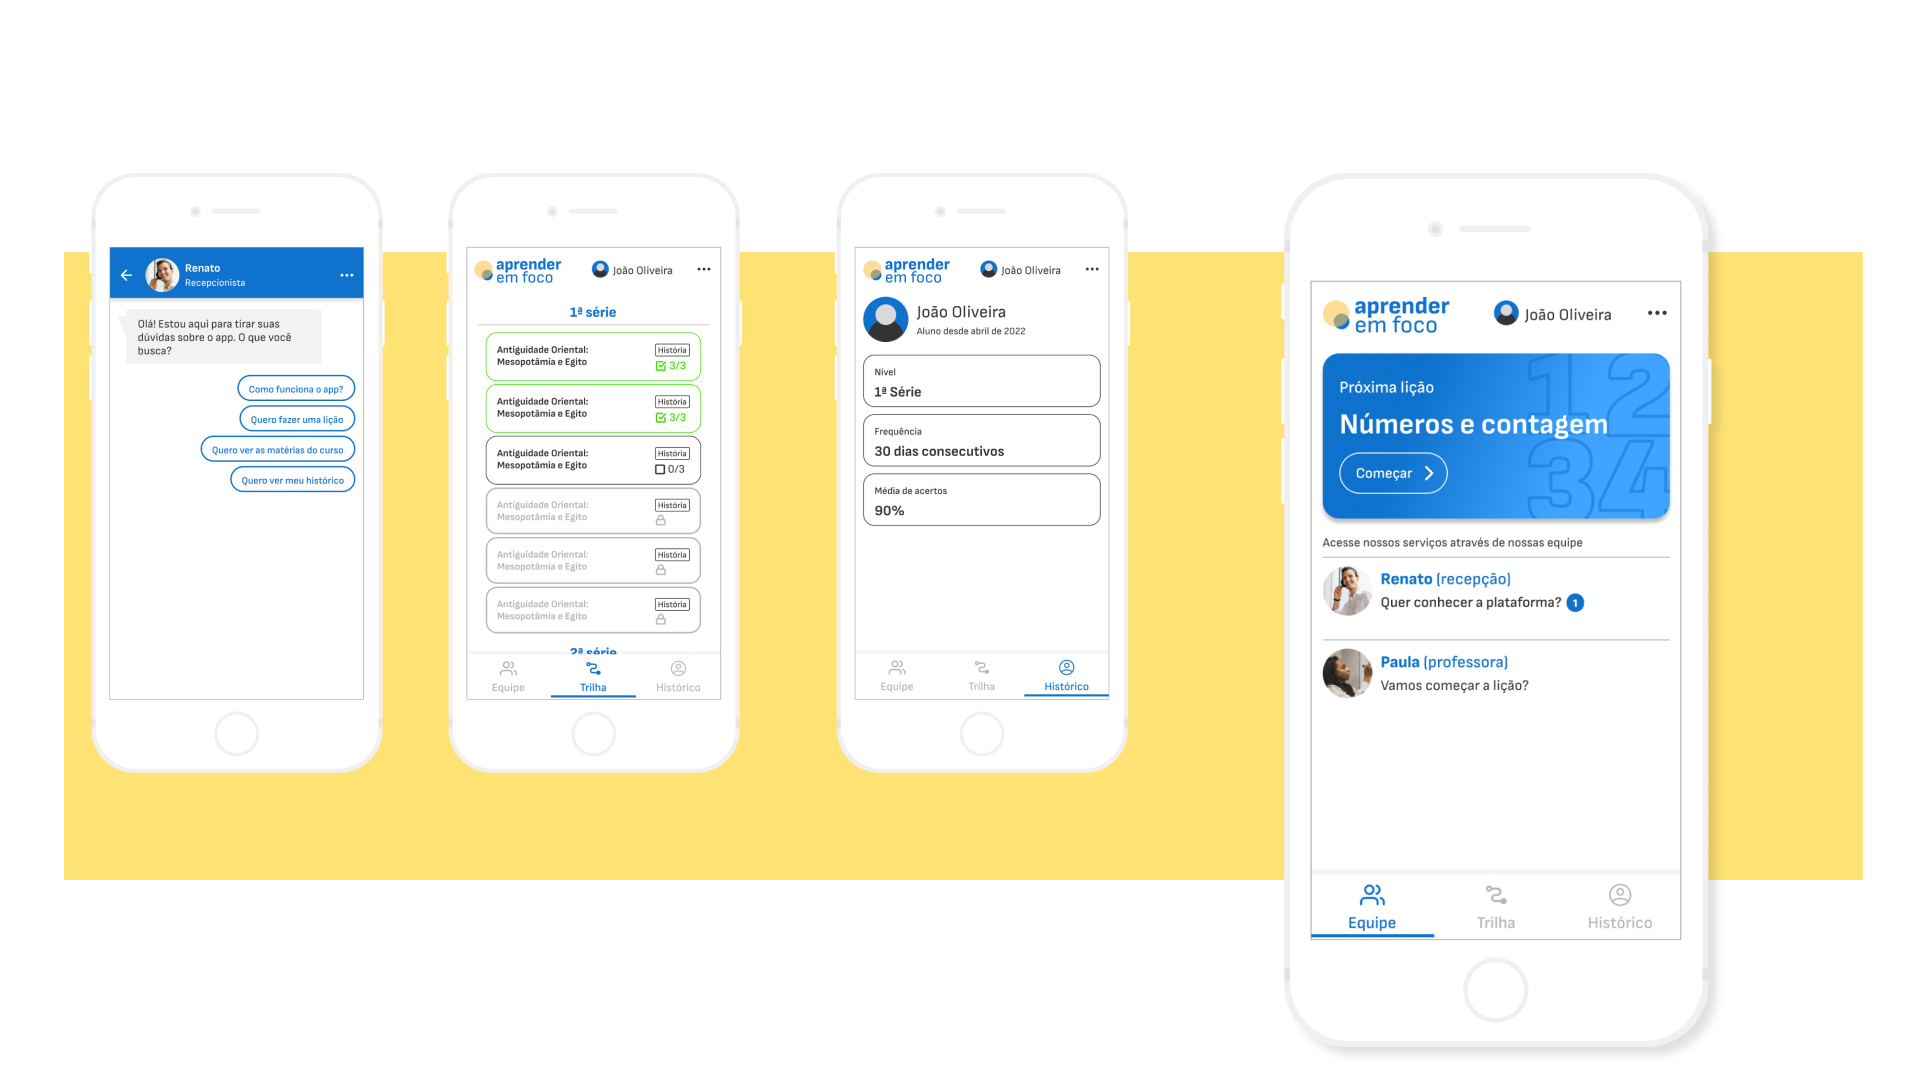 Renato
Recepcionista
Olá! Estou aqui para tirar suas
dúvidas sobre o app. O que você
busca?
Como funciona o app?
Quero fazer uma lição
Quero ver as matérias do curso
Quero ver meu histórico
aprender
em foco
João Oliveira
1ª série
Antiguidade Oriental:
Mesopotâmia e Egito
História
3/3
Antiguidade Oriental:
Mesopotâmia e Egito
História
3/3
Antiguidade Oriental:
Mesopotâmia e Egito
História
0/3
Antiguidade Oriental:
Mesopotâmia e Egito
História
Antiguidade Oriental:
Mesopotâmia e Egito
História
Antiguidade Oriental:
Mesopotâmia e Egito
História
2ª série
Equipe
Trilha
Histórico
aprender
em foco
João Oliveira
João Oliveira
Aluno desde abril de 2022
Nível
1ª Série
Frequência
30 dias consecutivos
Média de acertos
90%
Equipe
Trilha
Histórico
aprender
em foco
João Oliveira
Próxima lição
Números e contagem
Começar
12
34
Acesse nossos serviços através de nossas equipe
Renato (recepção)
Quer conhecer a plataforma? 1
Paula (professora)
Vamos começar a lição?
Equipe
Trilha
Histórico